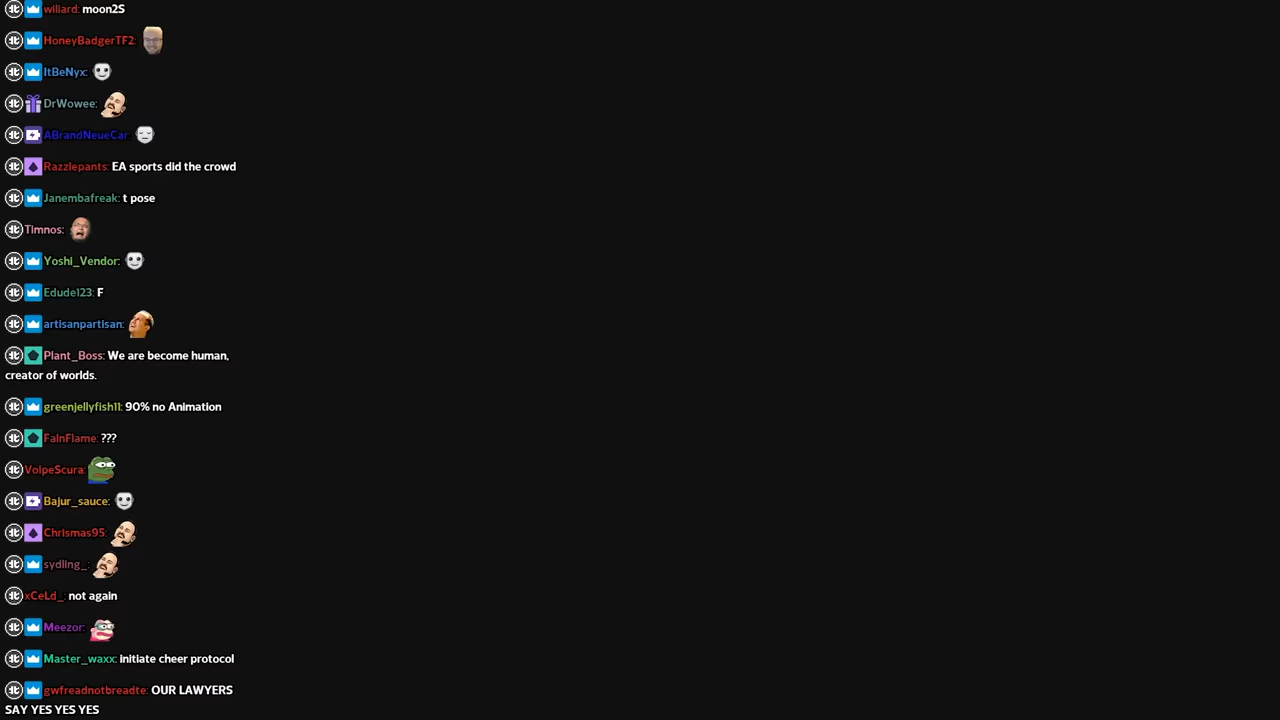 willard: moon2S
HoneyBadgerTF2:
ItBeNyx:
DrWowee:
ABrandNeueCar:
Razzlepants: EA sports did the crowd
Janembafreak: t pose
Timnos:
Yoshi_Vendor:
Edude123: F
artisanpartisan:
Plant_Boss: We are become human,
creator of worlds.
greenjellyfish11: 90% no Animation
FalnFlame: ???
VolpeScura:
Bajur_sauce:
Chrismas95:
sydling_:
xCeLd_: not again
Meezor:
Master_waxx: initiate cheer protocol
gwfreadnotbreadte: OUR LAWYERS
SAY YES YES YES